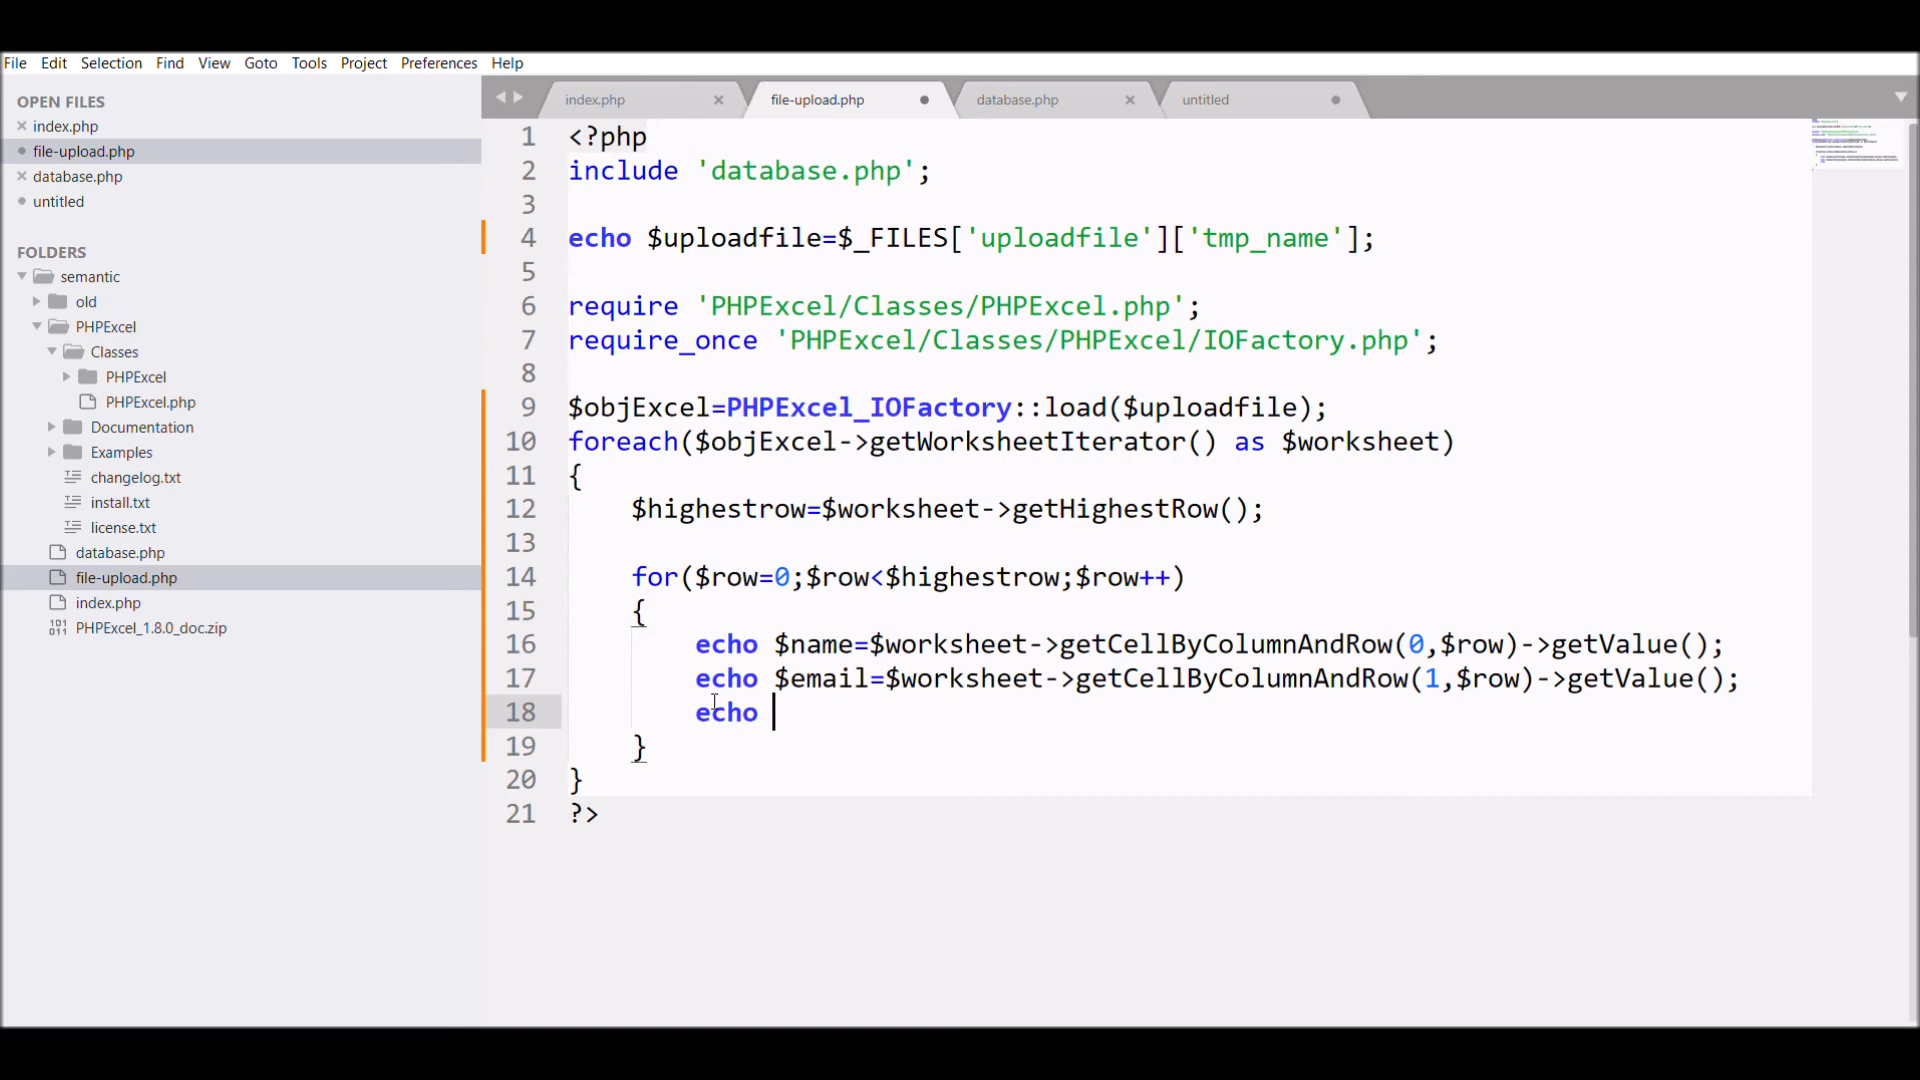 File Edit Selection Find View Goto Tools Project Preferences Help
OPEN FILES
index.php
file-upload.php
database.php
untitled
FOLDERS
semantic
old
PHPExcel
Classes
PHPExcel
PHPExcel.php
Documentation
Examples
changelog.txt
install.txt
license.txt
database.php
file-upload.php
index.php
PHPExcel_1.8.0_doc.zip
index.php file-upload.php database.php untitled
1 <?php
2 include 'database.php';
3
4 echo $uploadfile=$_FILES['uploadfile']['tmp_name'];
5
6 require 'PHPExcel/Classes/PHPExcel.php';
7 require_once 'PHPExcel/Classes/PHPExcel/IOFactory.php';
8
9 $objExcel=PHPExcel_IOFactory::load($uploadfile);
10 foreach($objExcel->getWorksheetIterator() as $worksheet)
11 {
12 $highestrow=$worksheet->getHighestRow();
13
14 for($row=0;$row<$highestrow;$row++)
15 {
16 echo $name=$worksheet->getCellByColumnAndRow(0,$row)->getValue();
17 echo $email=$worksheet->getCellByColumnAndRow(1,$row)->getValue();
18 echo
19 }
20 }
21 ?>